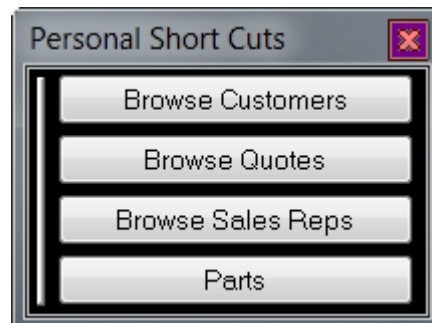 Personal Short Cuts
Browse Customers
Browse Quotes
Browse Sales Reps
Parts